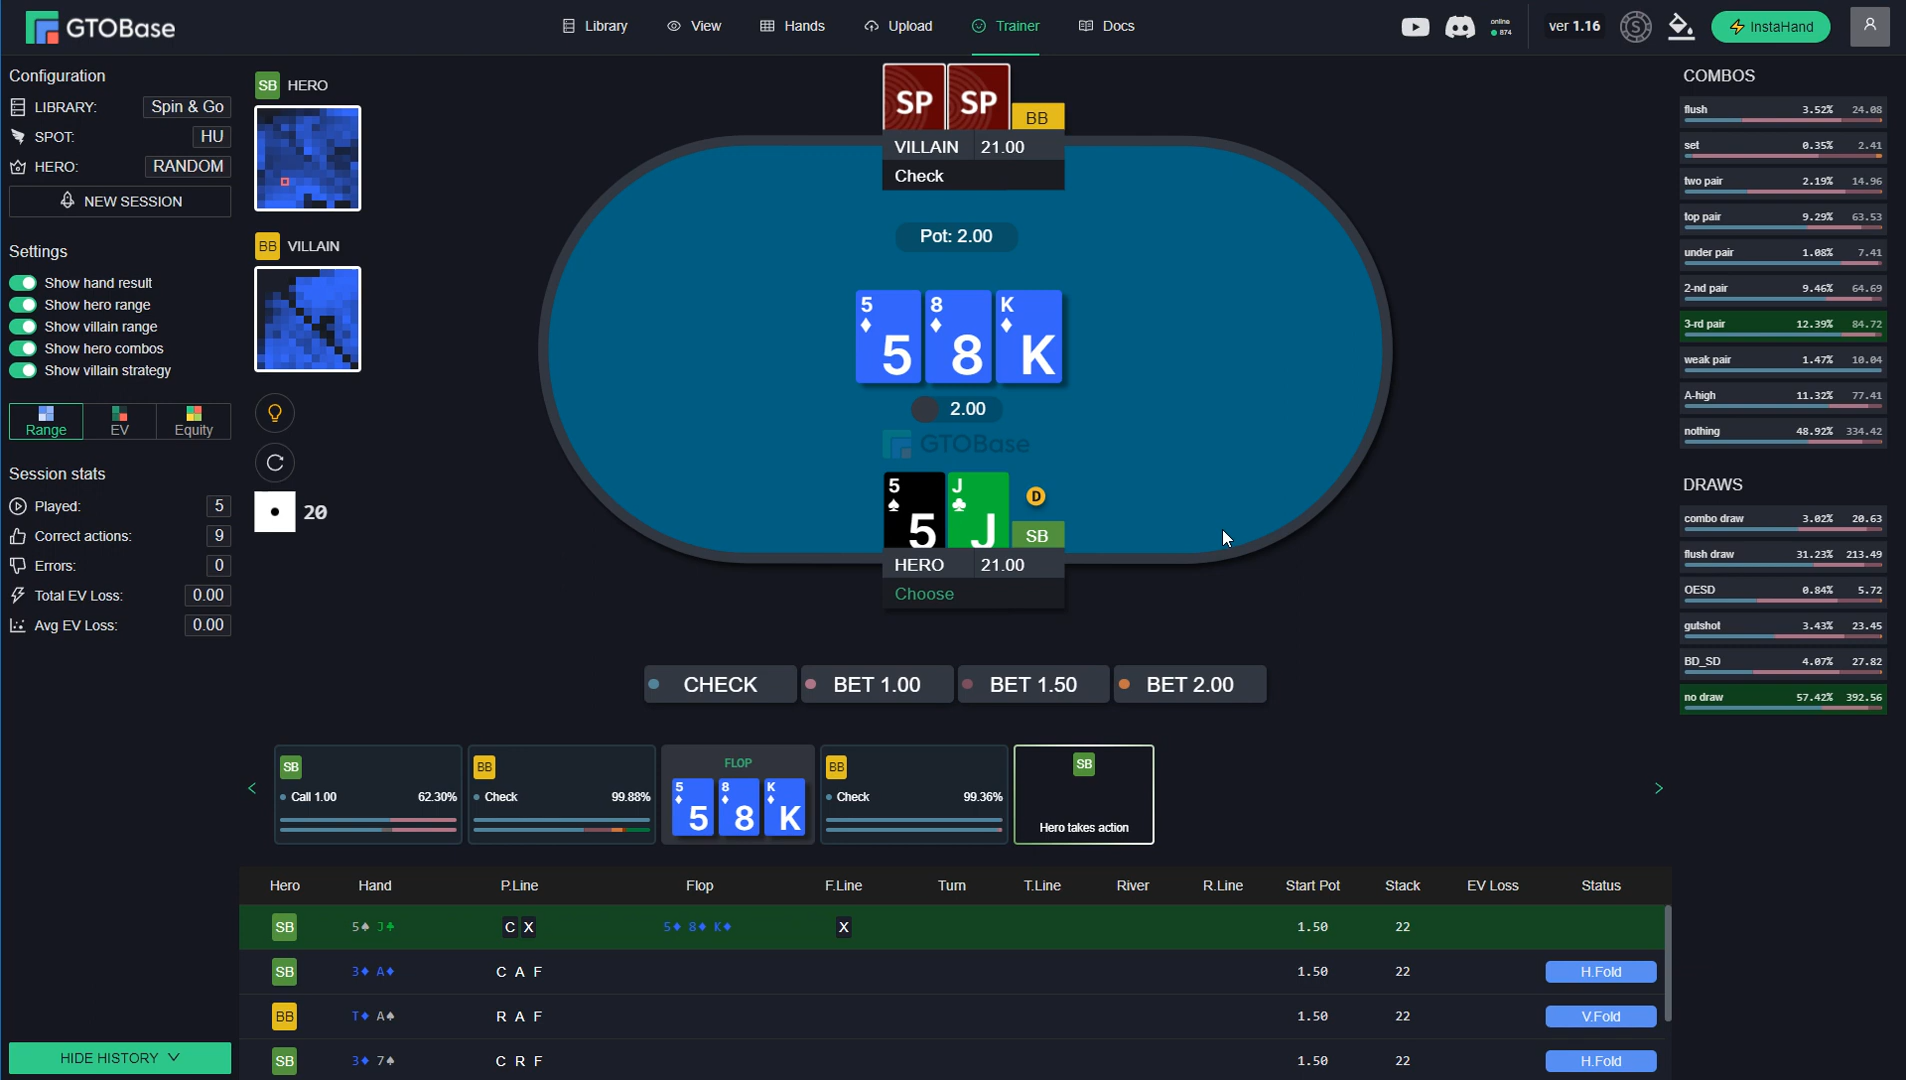 GTOBase
Library
View
Hands
Upload
Trainer
Docs
online
874
ver 1.16
S
InstaHand
Configuration
LIBRARY: Spin & Go
SPOT: HU
HERO: RANDOM
NEW SESSION
Settings
Show hand result
Show hero range
Show villain range
Show hero combos
Show villain strategy
Range EV Equity
Session stats
Played: 5
Correct actions: 9
Errors: 0
Total EV Loss: 0.00
Avg EV Loss: 0.00
HIDE HISTORY
SB HERO
BB VILLAIN
20
SP SP
BB
VILLAIN 21.00
Check
Pot: 2.00
5♦ 8♦ K♦
5 8 K
2.00
GTOBase
5♠ J♣
5 J
D
SB
HERO 21.00
Choose
CHECK
BET 1.00
BET 1.50
BET 2.00
SB
Call 1.00 62.30%
BB
Check 99.88%
FLOP
5♦ 8♦ K♦
5 8 K
BB
Check 99.36%
SB
Hero takes action
Hero Hand P.Line Flop F.Line Turn T.Line River R.Line Start Pot Stack EV Loss Status
SB 5♠ J♣ C X 5♦ 8♦ K♦ X 1.50 22
SB 3♦ A♦ C A F 1.50 22 H.Fold
BB T♦ A♠ R A F 1.50 22 V.Fold
SB 3♦ 7♠ C R F 1.50 22 H.Fold
COMBOS
flush 3.52% 24.08
set 0.35% 2.41
two pair 2.19% 14.96
top pair 9.29% 63.53
under pair 1.08% 7.41
2-nd pair 9.46% 64.69
3-rd pair 12.39% 84.72
weak pair 1.47% 10.04
A-high 11.32% 77.41
nothing 48.92% 334.42
DRAWS
combo draw 3.02% 20.63
flush draw 31.23% 213.49
OESD 0.84% 5.72
gutshot 3.43% 23.45
BD_SD 4.07% 27.82
no draw 57.42% 392.56